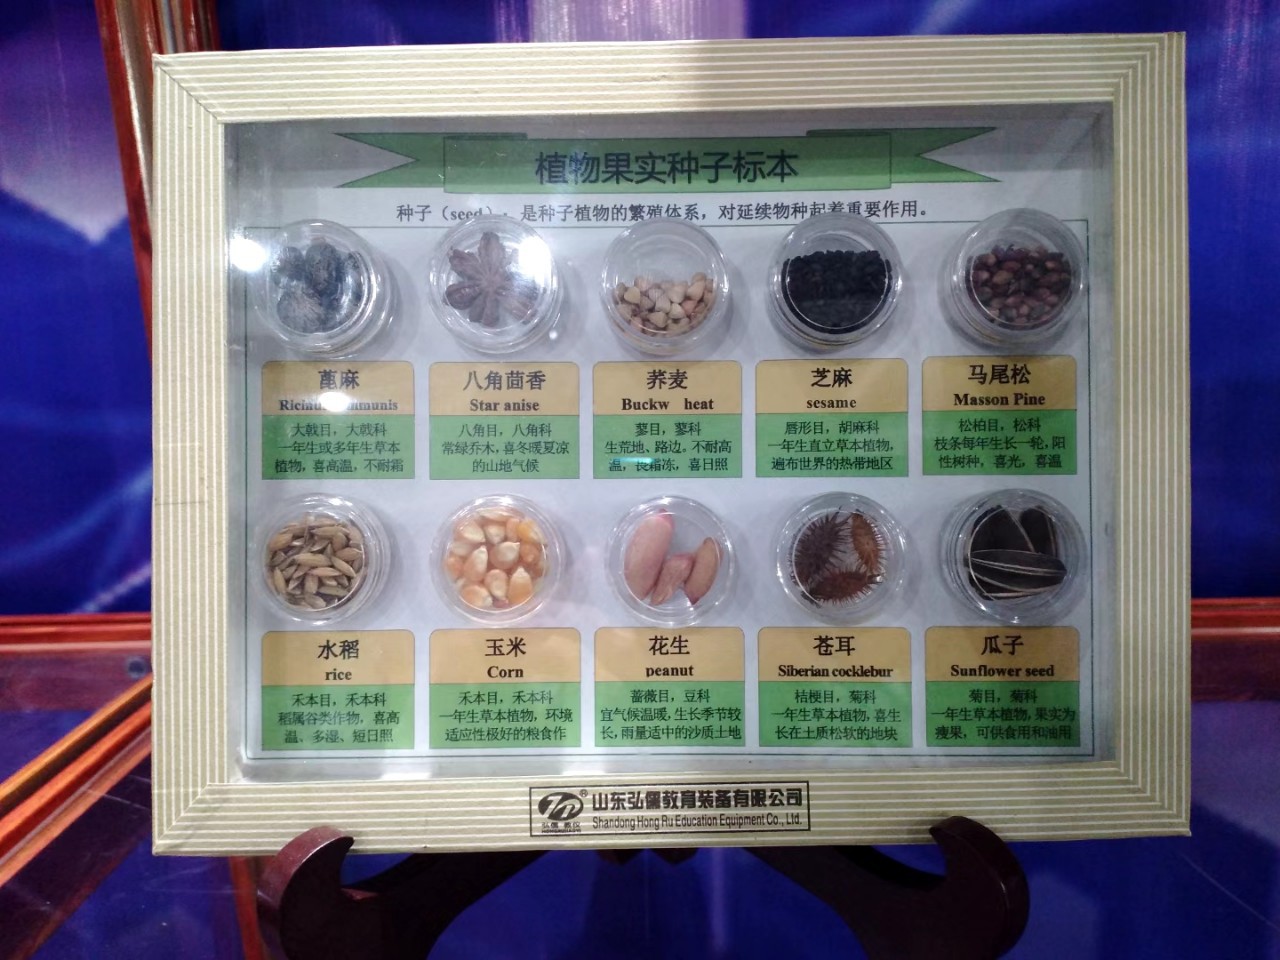 植物果实种子标本
种子（seed），是种子植物的繁殖体系，对延续物种起着重要作用。
蓖麻
大戟目，大戟科
一年生或多年生草本
植物，喜高温，不耐霜
八角茴香
Star anise
八角目，八角科
常绿乔木，喜冬暖夏凉
的山地气候
荞麦
Buckw heat
蓼目，蓼科
生荒地、路边，不耐高
温，畏霜冻，喜日照
芝麻
sesame
唇形目，胡麻科
一年生直立草本植物，
遍布世界的热带地区
马尾松
Masson Pine
松柏目，松科
枝条每年生长一轮，阳
性树种，喜光，喜温
水稻
rice
禾本目，禾本科
稻属谷类作物，喜高
温、多湿、短日照
玉米
Corn
禾本目，禾本科
一年生草本植物，环境
适应性极好的粮食作
花生
peanut
蔷薇目，豆科
宜气候温暖，生长季节较
长，雨量适中的沙质土地
苍耳
Siberian cocklebur
桔梗目，菊科
一年生草本植物，喜生
长在土质松软的地块
瓜子
Sunflower seed
菊目，菊科
一年生草本植物，果实为
瘦果，可供食用和油用
山东弘儒教育装备有限公司
Shandong Hong Ru Education Equipment Co., Ltd.